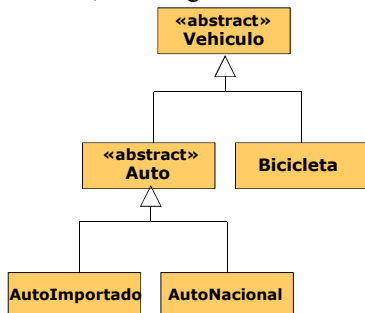 «abstract»
Vehiculo
«abstract»
Auto
Bicicleta
AutoImportado
AutoNacional